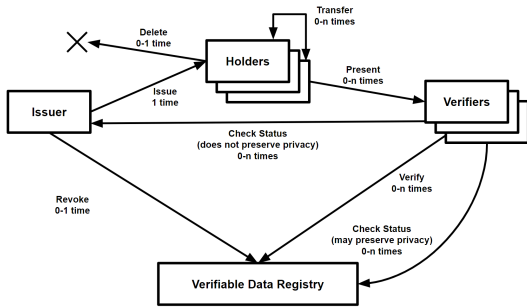 Transfer
0-n times
Delete
0-1 time
Holders
Present
0-n times
Issue
1 time
Issuer
Verifiers
Check Status
(does not preserve privacy)
0-n times
Verify
0-n times
Revoke
0-1 time
Check Status
(may preserve privacy)
0-n times
Verifiable Data Registry